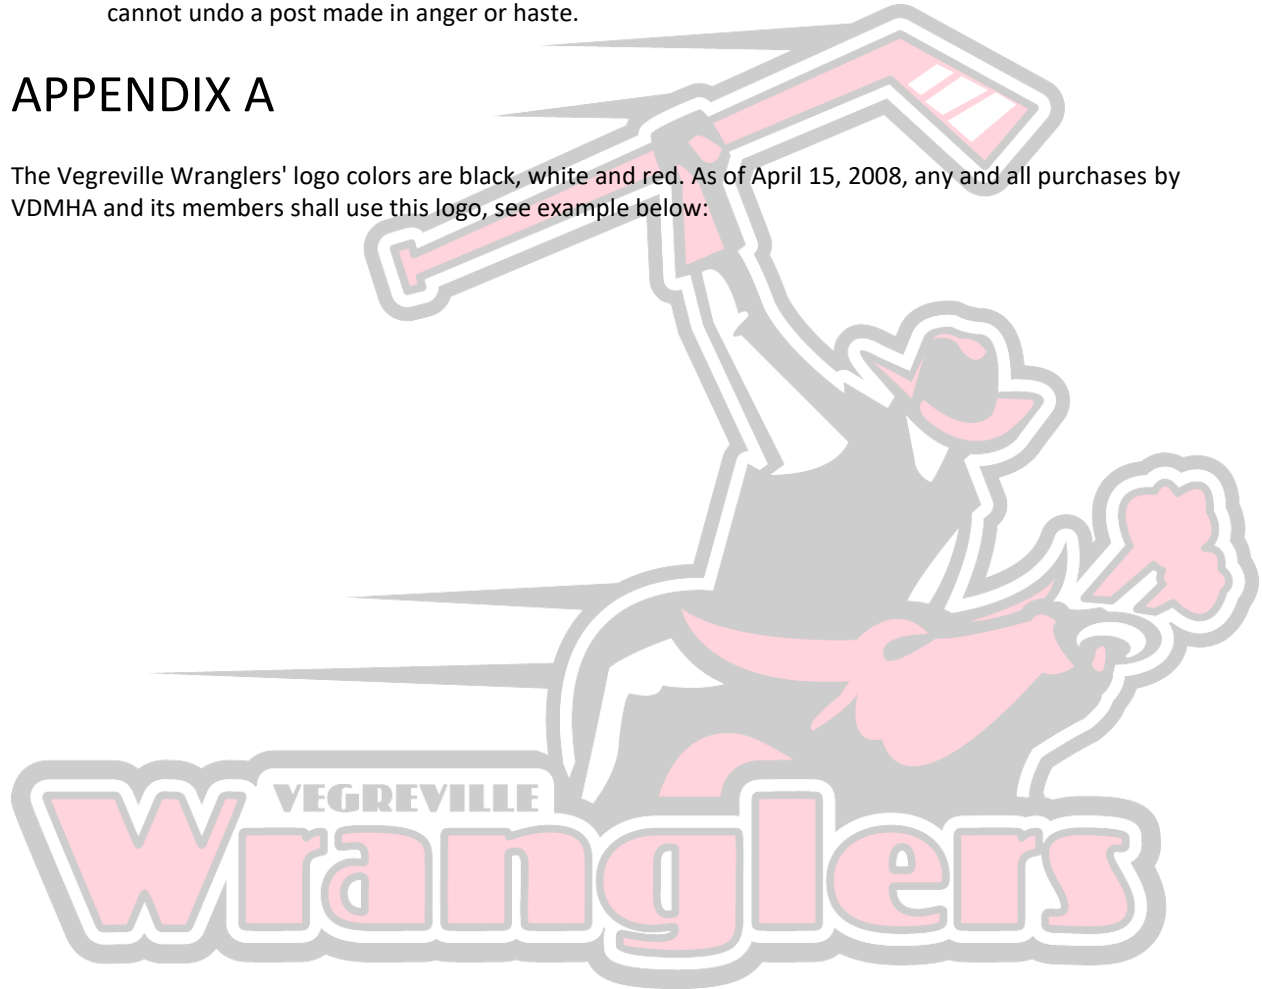 cannot undo a post made in anger or haste.
APPENDIX A
The Vegreville Wranglers' logo colors are black, white and red. As of April 15, 2008, any and all purchases by
VDMHA and its members shall use this logo, see example below:
VEGREVILLE
Wranglers